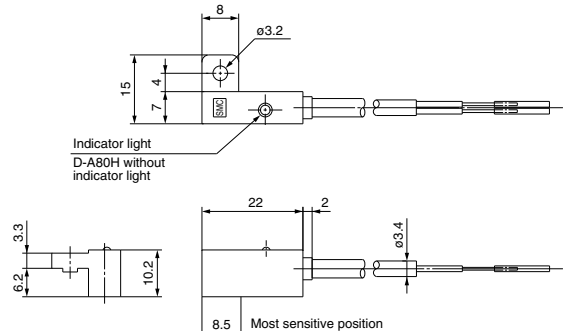 8
ø3.2
15
4
7
SMC
Indicator light
D-A80H without
indicator light
22
2
3.3
6.2
10.2
ø3.4
8.5
Most sensitive position